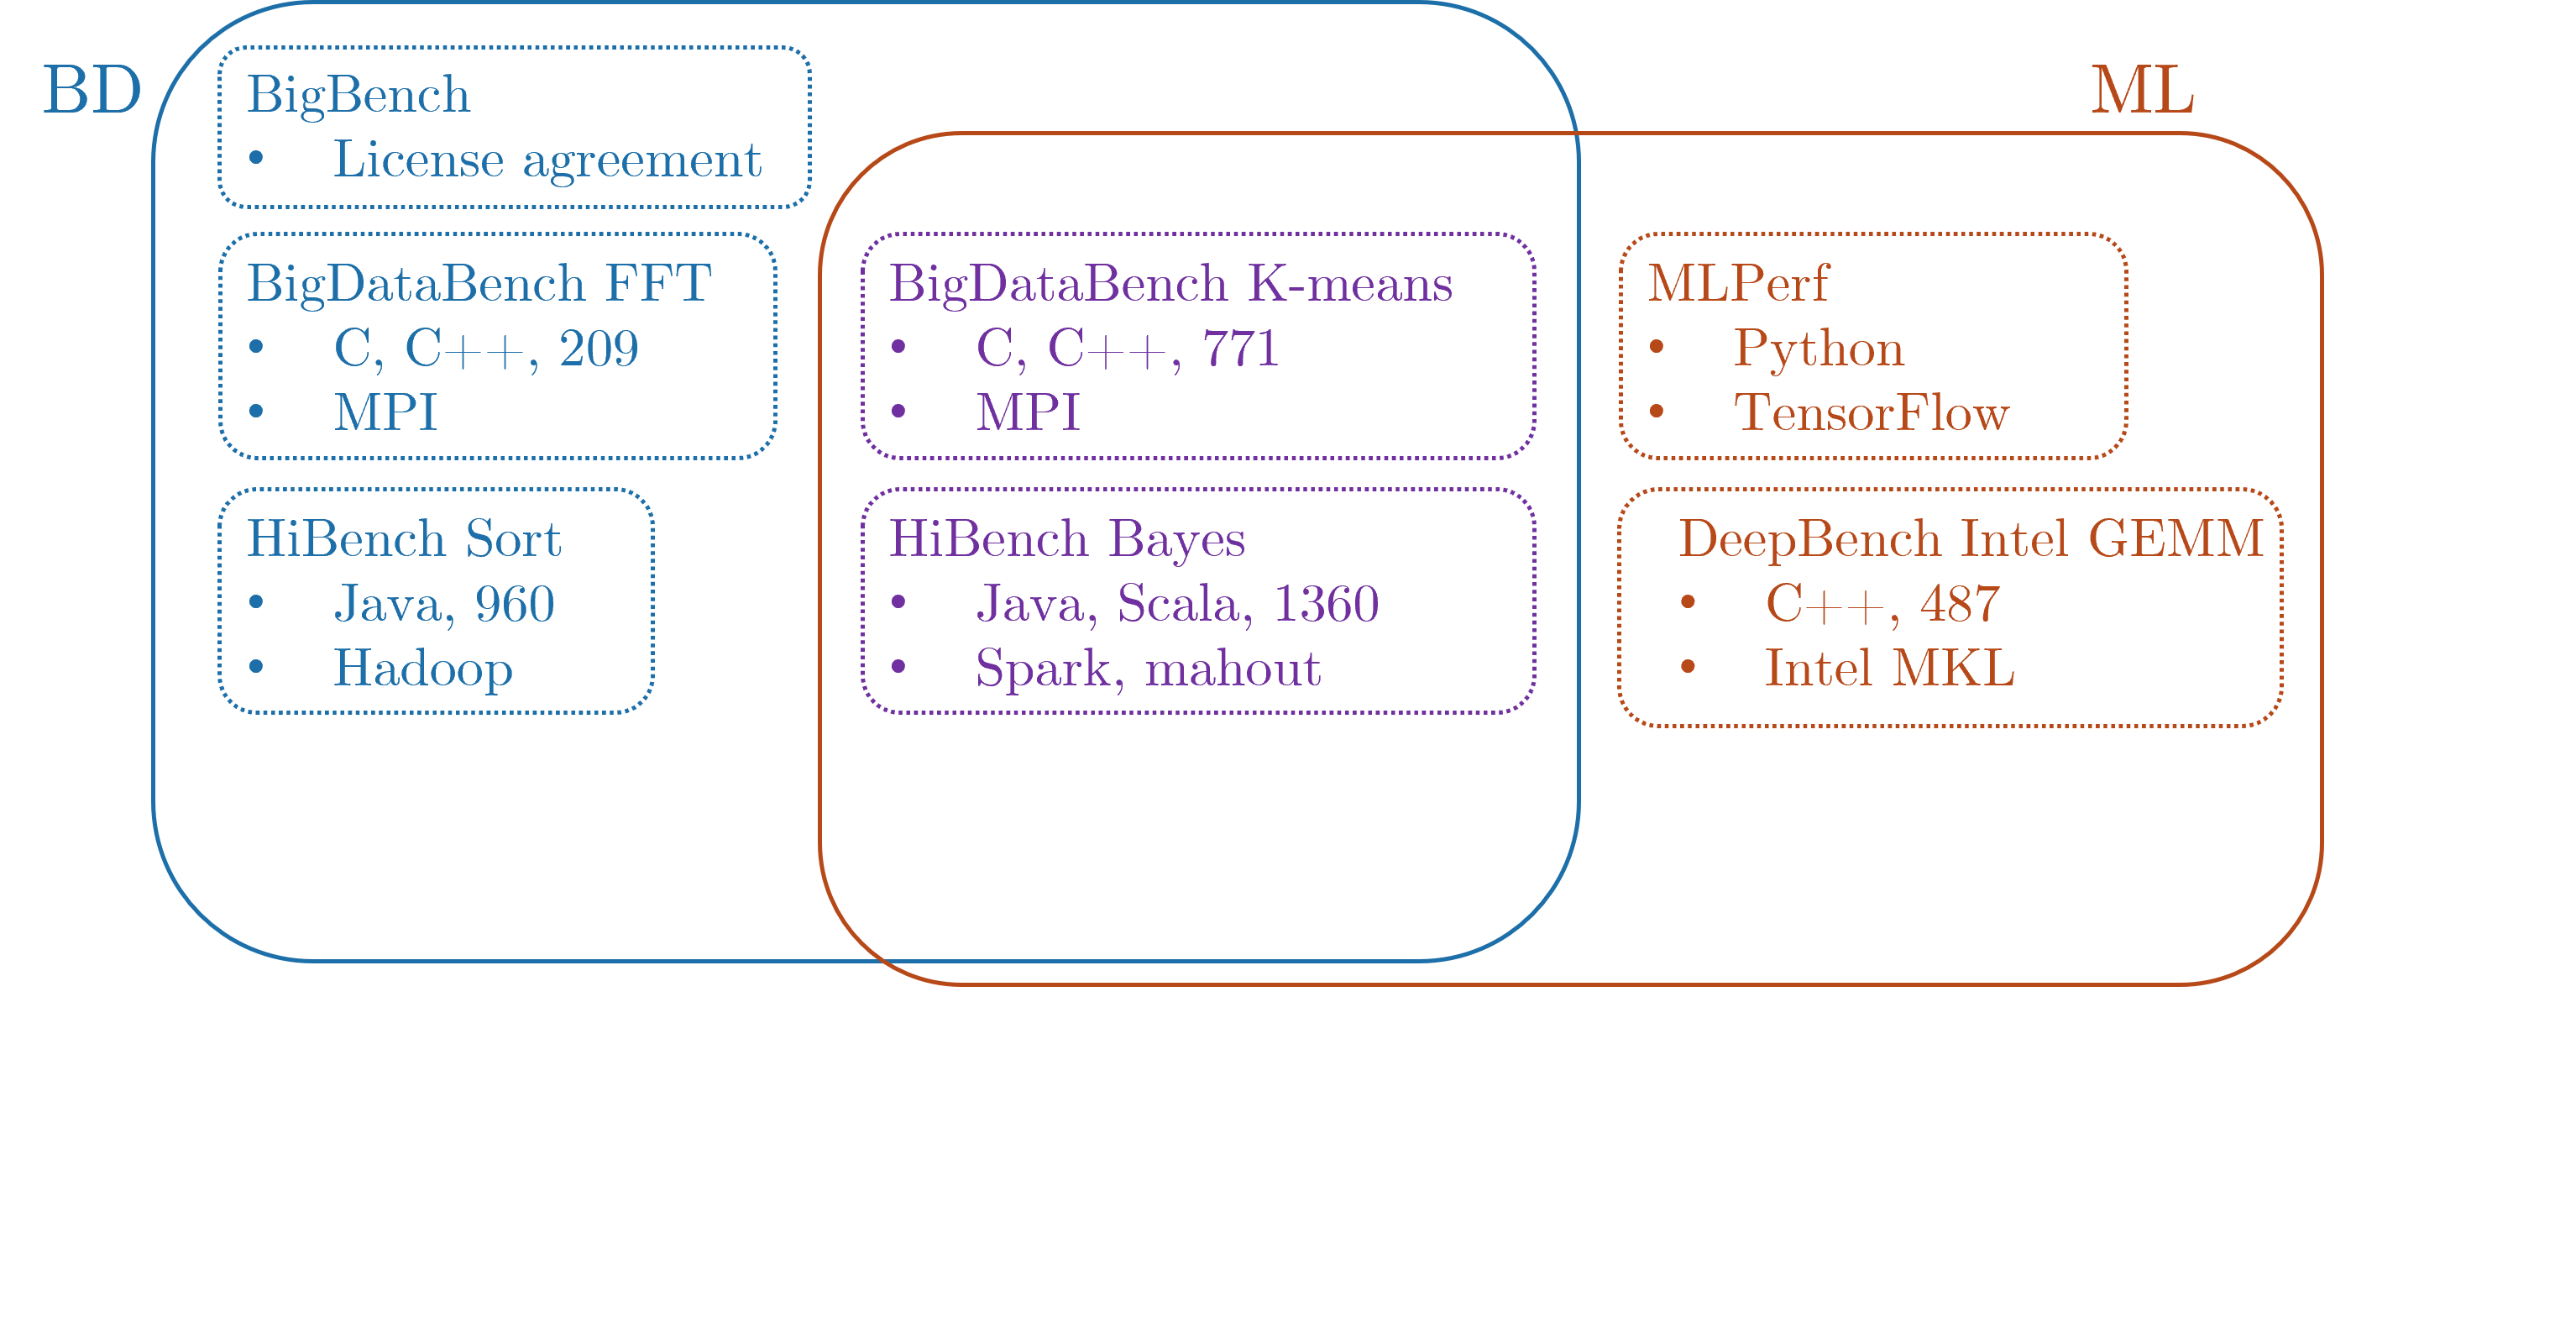 BD
BigBench
• License agreement
BigDataBench FFT
• C, C++, 209
• MPI
HiBench Sort
• Java, 960
• Hadoop
BigDataBench K-means
• C, C++, 771
• MPI
HiBench Bayes
• Java, Scala, 1360
• Spark, mahout
ML
MLPerf
• Python
• TensorFlow
DeepBench Intel GEMM
• C++, 487
• Intel MKL